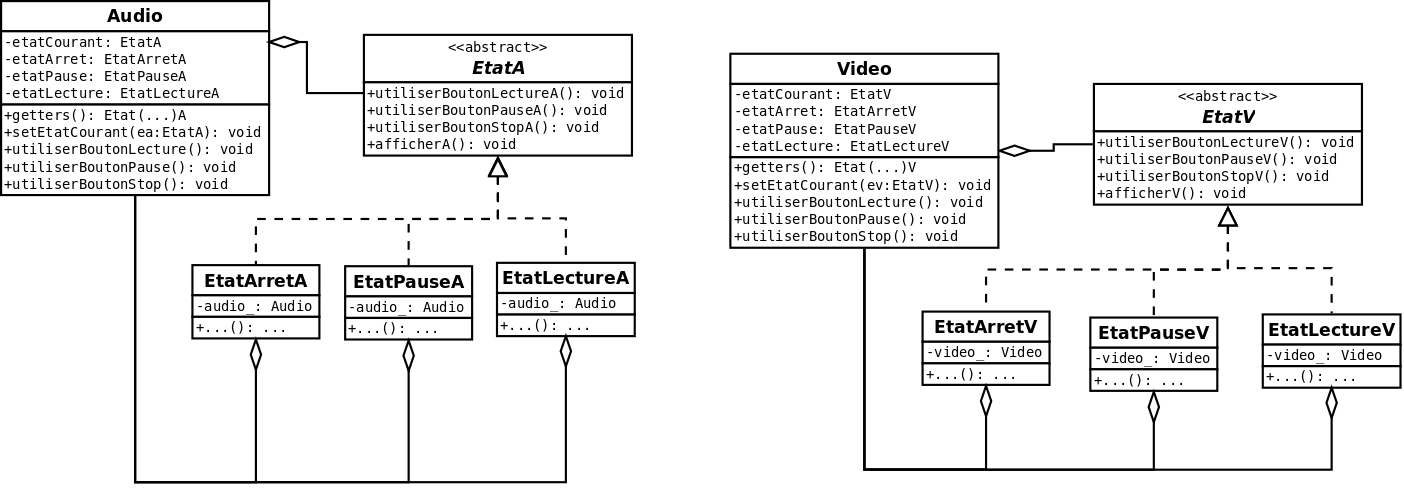 Audio
-etatCourant: EtatA
-etatArret: EtatArretA
-etatPause: EtatPauseA
-etatLecture: EtatLectureA
+getters(): Etat(...)A
+setEtatCourant(ea:EtatA): void
+utiliserBoutonLecture(): void
+utiliserBoutonPause(): void
+utiliserBoutonStop(): void
<<abstract>>
EtatA
+utiliserBoutonLectureA(): void
+utiliserBoutonPauseA(): void
+utiliserBoutonStopA(): void
+afficherA(): void
EtatArretA
-audio_: Audio
+...(): ...
EtatPauseA
-audio_: Audio
+...(): ...
EtatLectureA
-audio_: Audio
+...(): ...
Video
-etatCourant: EtatV
-etatArret: EtatArretV
-etatPause: EtatPauseV
-etatLecture: EtatLectureV
+getters(): Etat(...)V
+setEtatCourant(ev:EtatV): void
+utiliserBoutonLecture(): void
+utiliserBoutonPause(): void
+utiliserBoutonStop(): void
<<abstract>>
EtatV
+utiliserBoutonLectureV(): void
+utiliserBoutonPauseV(): void
+utiliserBoutonStopV(): void
+afficherV(): void
EtatArretV
-video_: Video
+...(): ...
EtatPauseV
-video_: Video
+...(): ...
EtatLectureV
-video_: Video
+...(): ...